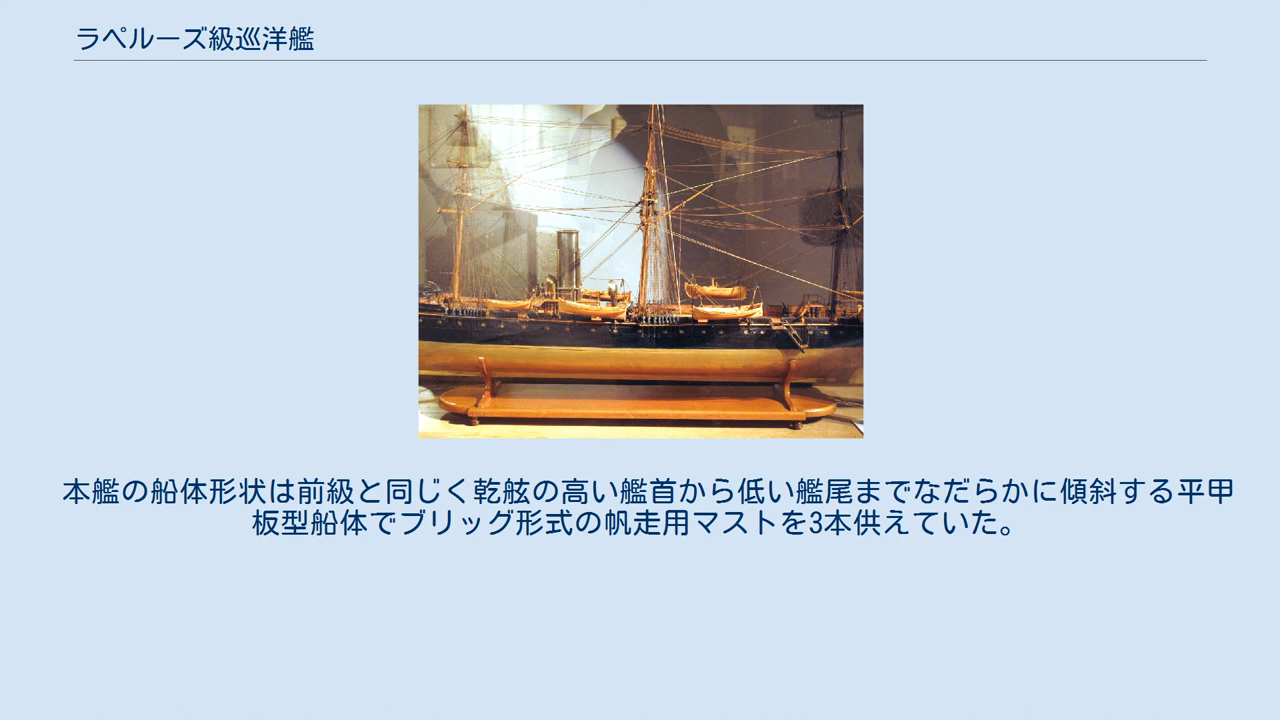 ラペルーズ級巡洋艦
本艦の船体形状は前級と同じく乾舷の高い艦首から低い艦尾までなだらかに傾斜する平甲
板型船体でブリッグ形式の帆走用マストを3本供えていた。